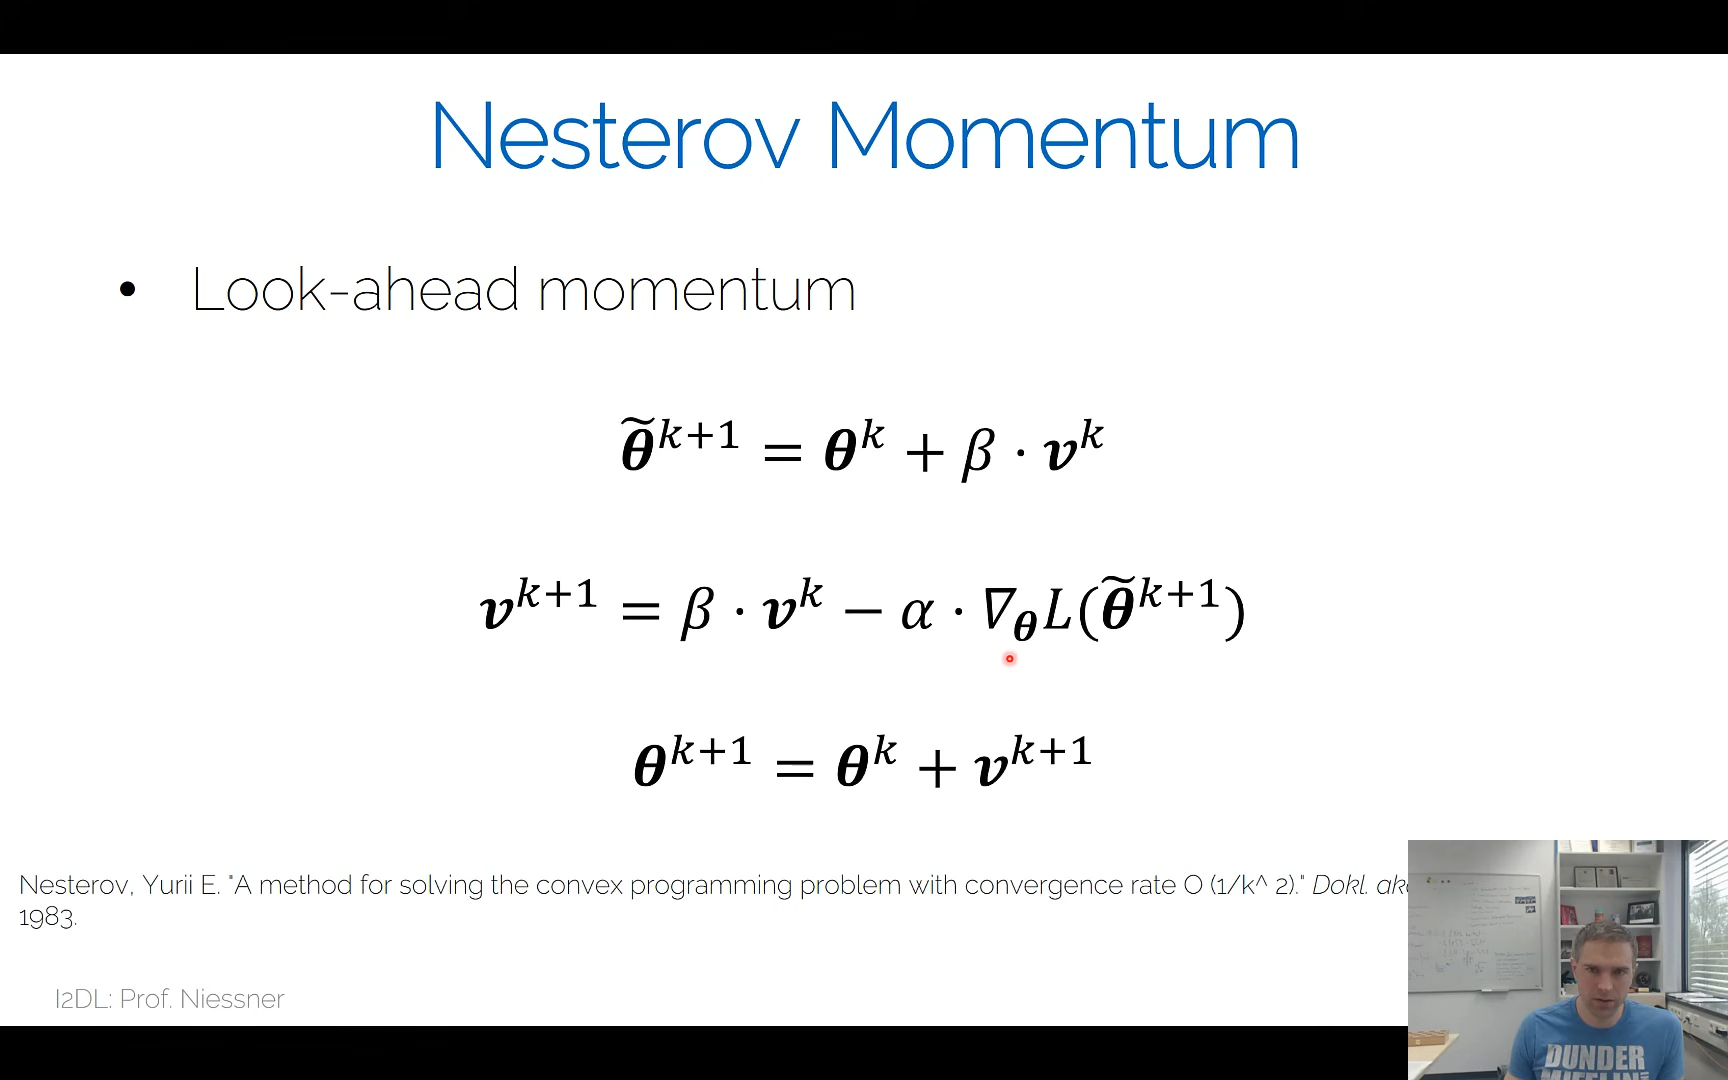 Nesterov Momentum
• Look-ahead momentum
𝜽̃^{k+1} = 𝜽^k + β · 𝒗^k
𝒗^{k+1} = β · 𝒗^k − α · ∇_𝜽 L(𝜽̃^{k+1})
𝜽^{k+1} = 𝜽^k + 𝒗^{k+1}
Nesterov, Yurii E. "A method for solving the convex programming problem with convergence rate O (1/k^ 2)." Dokl.
1983.
I2DL: Prof. Niessner
DUNDER